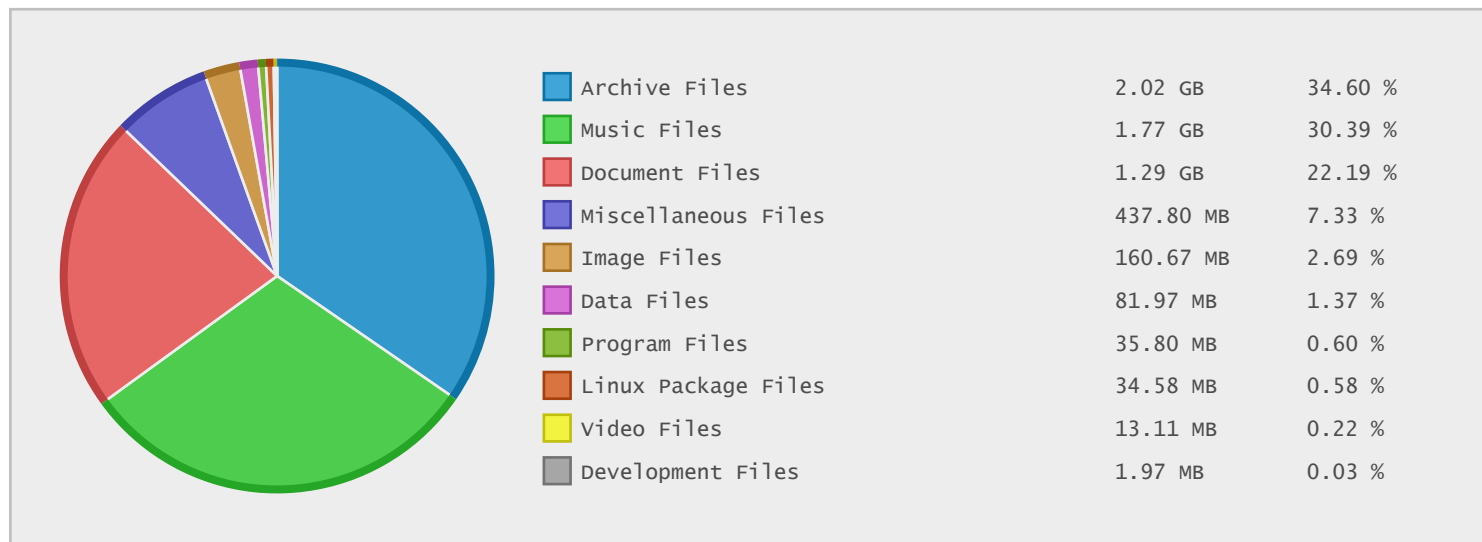 Archive Files 2.02 GB 34.60 %
Music Files 1.77 GB 30.39 %
Document Files 1.29 GB 22.19 %
Miscellaneous Files 437.80 MB 7.33 %
Image Files 160.67 MB 2.69 %
Data Files 81.97 MB 1.37 %
Program Files 35.80 MB 0.60 %
Linux Package Files 34.58 MB 0.58 %
Video Files 13.11 MB 0.22 %
Development Files 1.97 MB 0.03 %